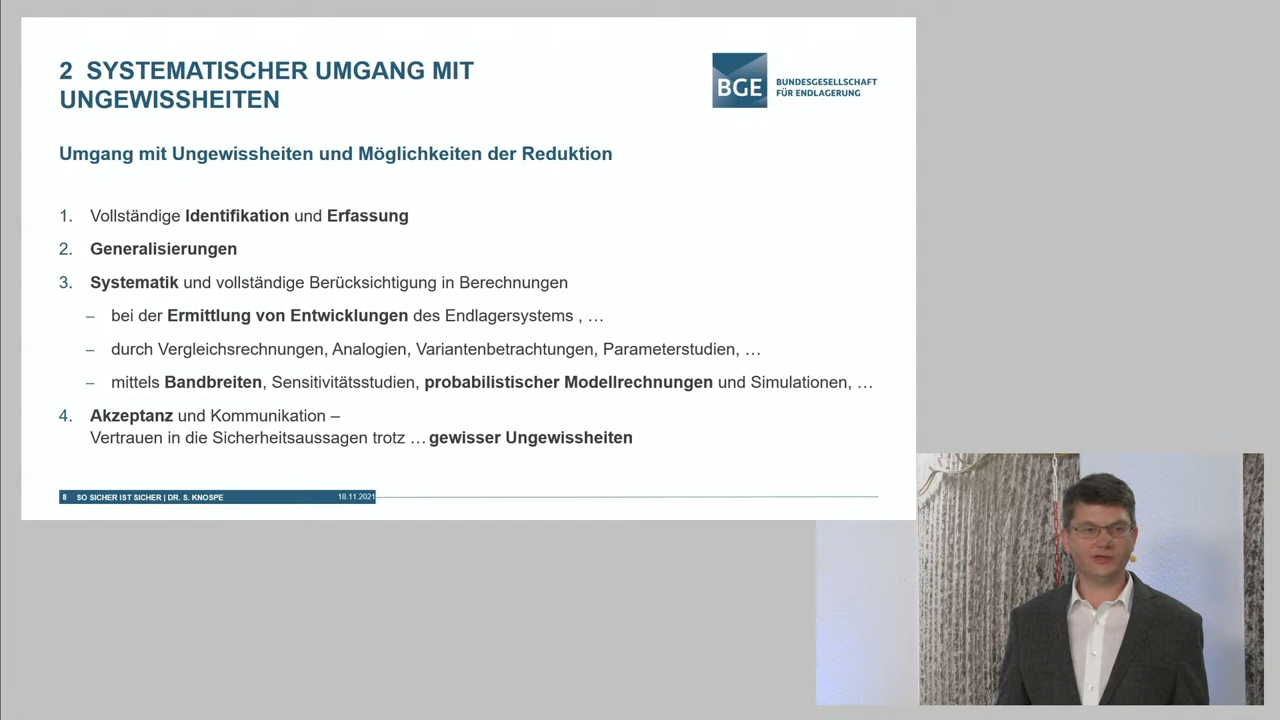 2 SYSTEMATISCHER UMGANG MIT
UNGEWISSHEITEN
BGE
BUNDESGESELLSCHAFT
FÜR ENDLAGERUNG
Umgang mit Ungewissheiten und Möglichkeiten der Reduktion
1. Vollständige Identifikation und Erfassung
2. Generalisierungen
3. Systematik und vollständige Berücksichtigung in Berechnungen
– bei der Ermittlung von Entwicklungen des Endlagersystems , …
– durch Vergleichsrechnungen, Analogien, Variantenbetrachtungen, Parameterstudien, …
– mittels Bandbreiten, Sensitivitätsstudien, probabilistischer Modellrechnungen und Simulationen, …
4. Akzeptanz und Kommunikation –
Vertrauen in die Sicherheitsaussagen trotz … gewisser Ungewissheiten
8 SO SICHER IST SICHER | DR. S. KNOSPE 18.11.2021